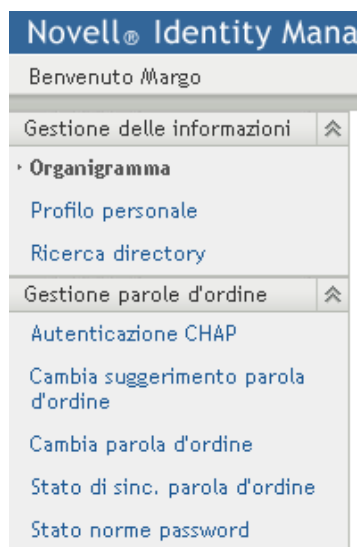 Novell® Identity Mana
Benvenuto Margo
Gestione delle informazioni
Organigramma
Profilo personale
Ricerca directory
Gestione parole d'ordine
Autenticazione CHAP
Cambia suggerimento parola
d'ordine
Cambia parola d'ordine
Stato di sinc. parola d'ordine
Stato norme password